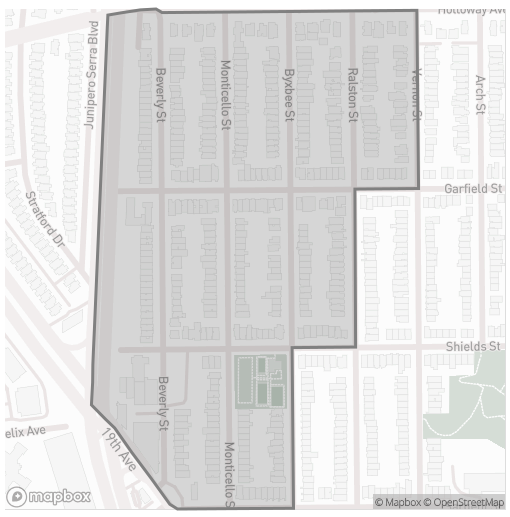 Holloway Ave
Junipero Serra Blvd
Beverly St
Monticello St
Byxbee St
Ralston St
Vernon St
Arch St
Garfield St
Stratford Dr
Shields St
Beverly St
elix Ave
19th Ave
Monticello S
mapbox
© Mapbox © OpenStreetMap